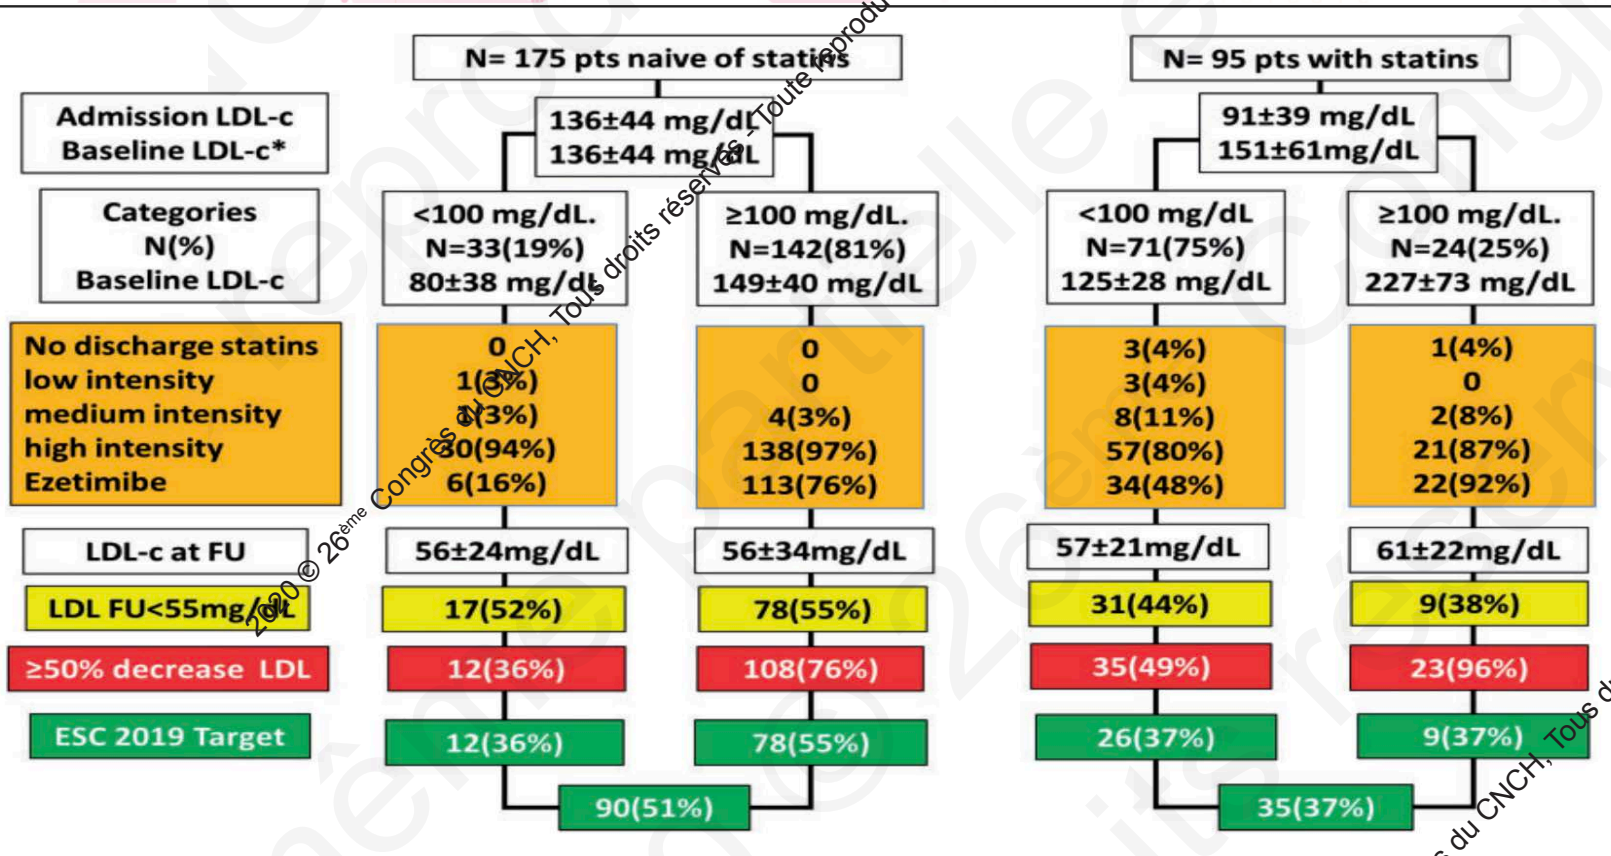 N= 175 pts naive of statins
N= 95 pts with statins
Admission LDL-c
Baseline LDL-c*
136±44 mg/dL
136±44 mg/dL
91±39 mg/dL
151±61mg/dL
Categories
N(%)
Baseline LDL-c
<100 mg/dL.
N=33(19%)
80±38 mg/dL
≥100 mg/dL.
N=142(81%)
149±40 mg/dL
<100 mg/dL
N=71(75%)
125±28 mg/dL
≥100 mg/dL.
N=24(25%)
227±73 mg/dL
No discharge statins
low intensity
medium intensity
high intensity
Ezetimibe
0
1(3%)
1(3%)
30(94%)
6(16%)
0
0
4(3%)
138(97%)
113(76%)
3(4%)
3(4%)
8(11%)
57(80%)
34(48%)
1(4%)
0
2(8%)
21(87%)
22(92%)
LDL-c at FU
56±24mg/dL
56±34mg/dL
57±21mg/dL
61±22mg/dL
LDL FU<55mg/dL
17(52%)
78(55%)
31(44%)
9(38%)
≥50% decrease LDL
12(36%)
108(76%)
35(49%)
23(96%)
ESC 2019 Target
12(36%)
78(55%)
26(37%)
9(37%)
90(51%)
35(37%)
2020 © 26ème Congrès du CNCH, Tous droits réservés - Toute reprodu
du CNCH, Tous d